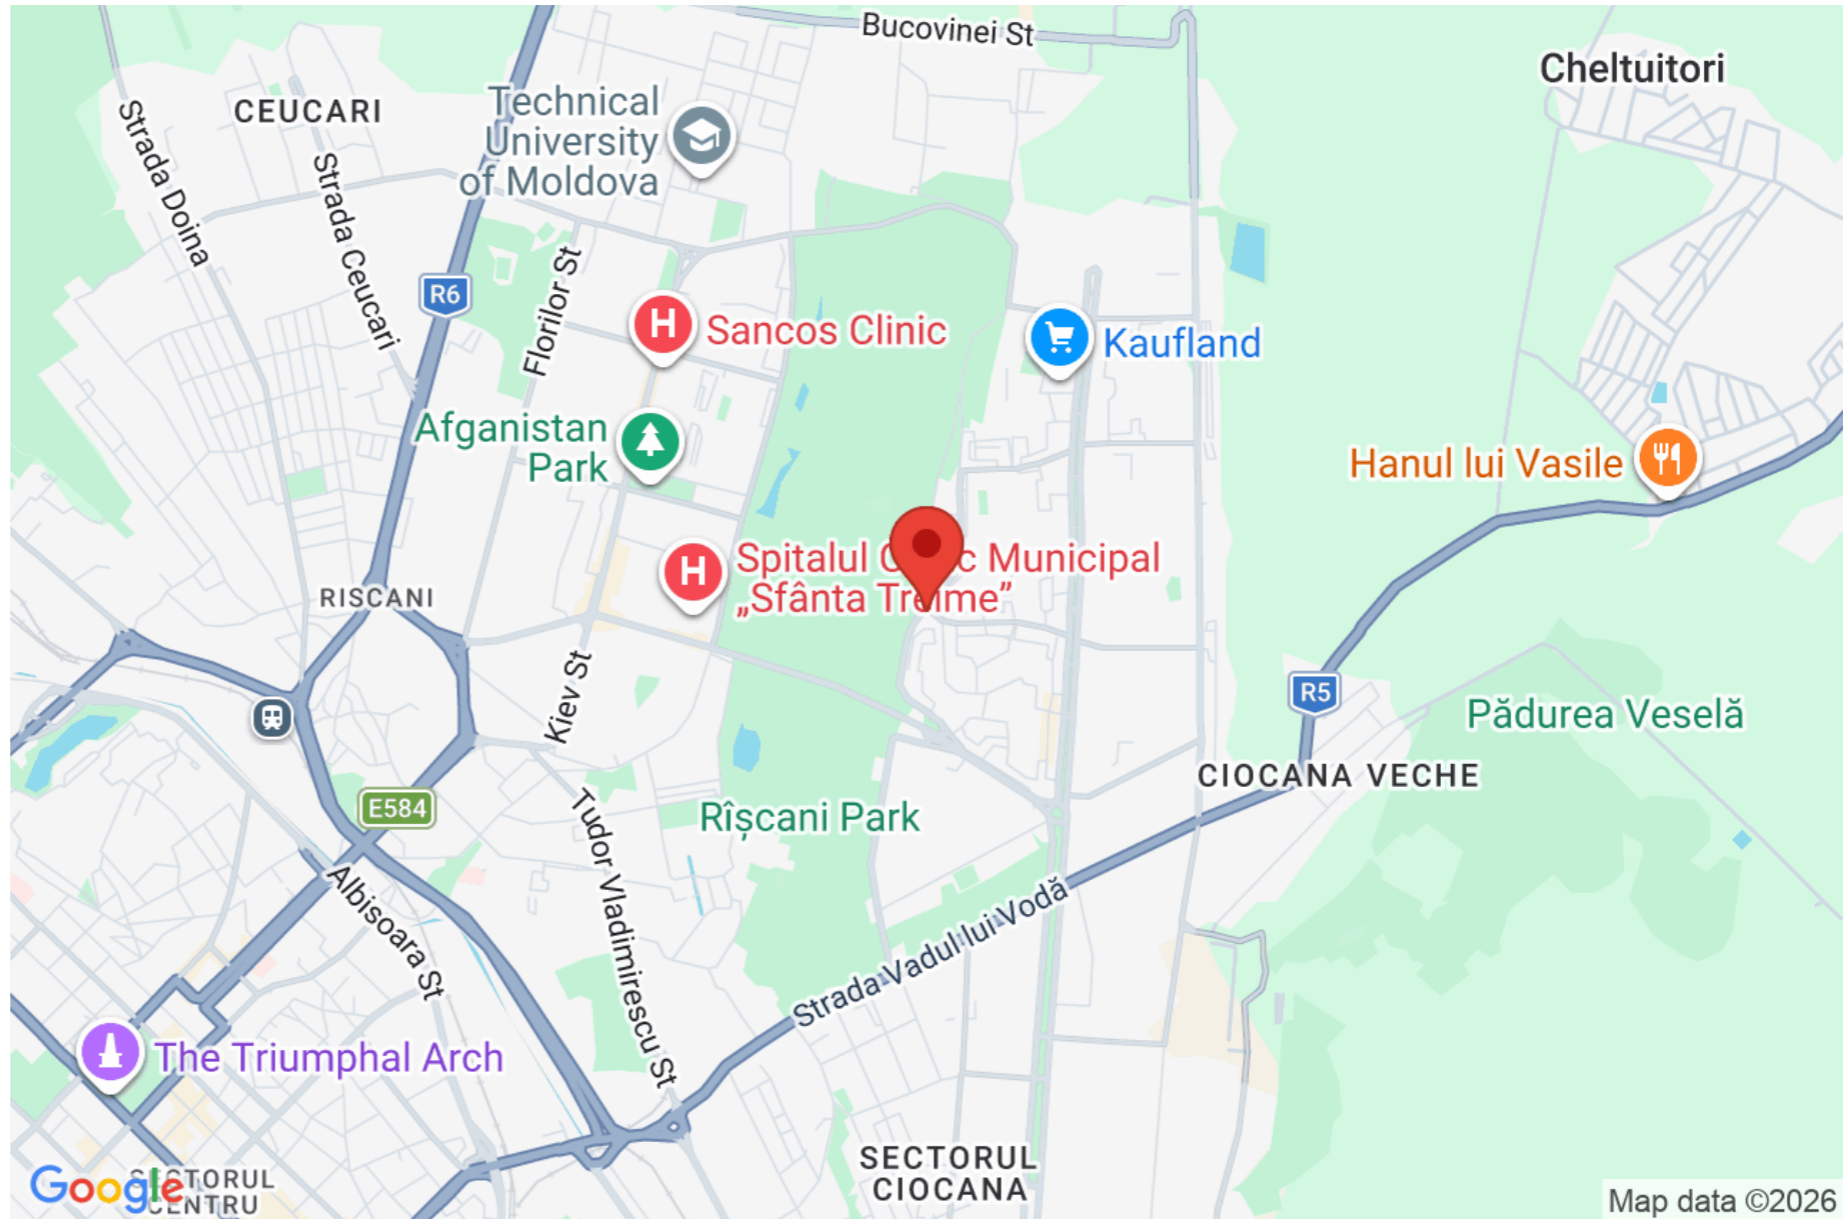 Bucovinei St
Cheltuitori
CEUCARI
Technical
University
of Moldova
Strada Doina
Strada Ceucari
Florilor St
R6
H
Sancos Clinic
Kaufland
Afganistan
Park
Hanul lui Vasile
H
Spitalul C
c Municipal
„Sfânta Treime”
RISCANI
Kiev St
R5
Pădurea Veselă
CIOCANA VECHE
E584
Rîșcani Park
Tudor Vladimirescu St
Albisoara St
Strada Vadul lui Vodă
The Triumphal Arch
SECTORUL
CIOCANA
Google
SECTORUL
CENTRU
Map data ©2026